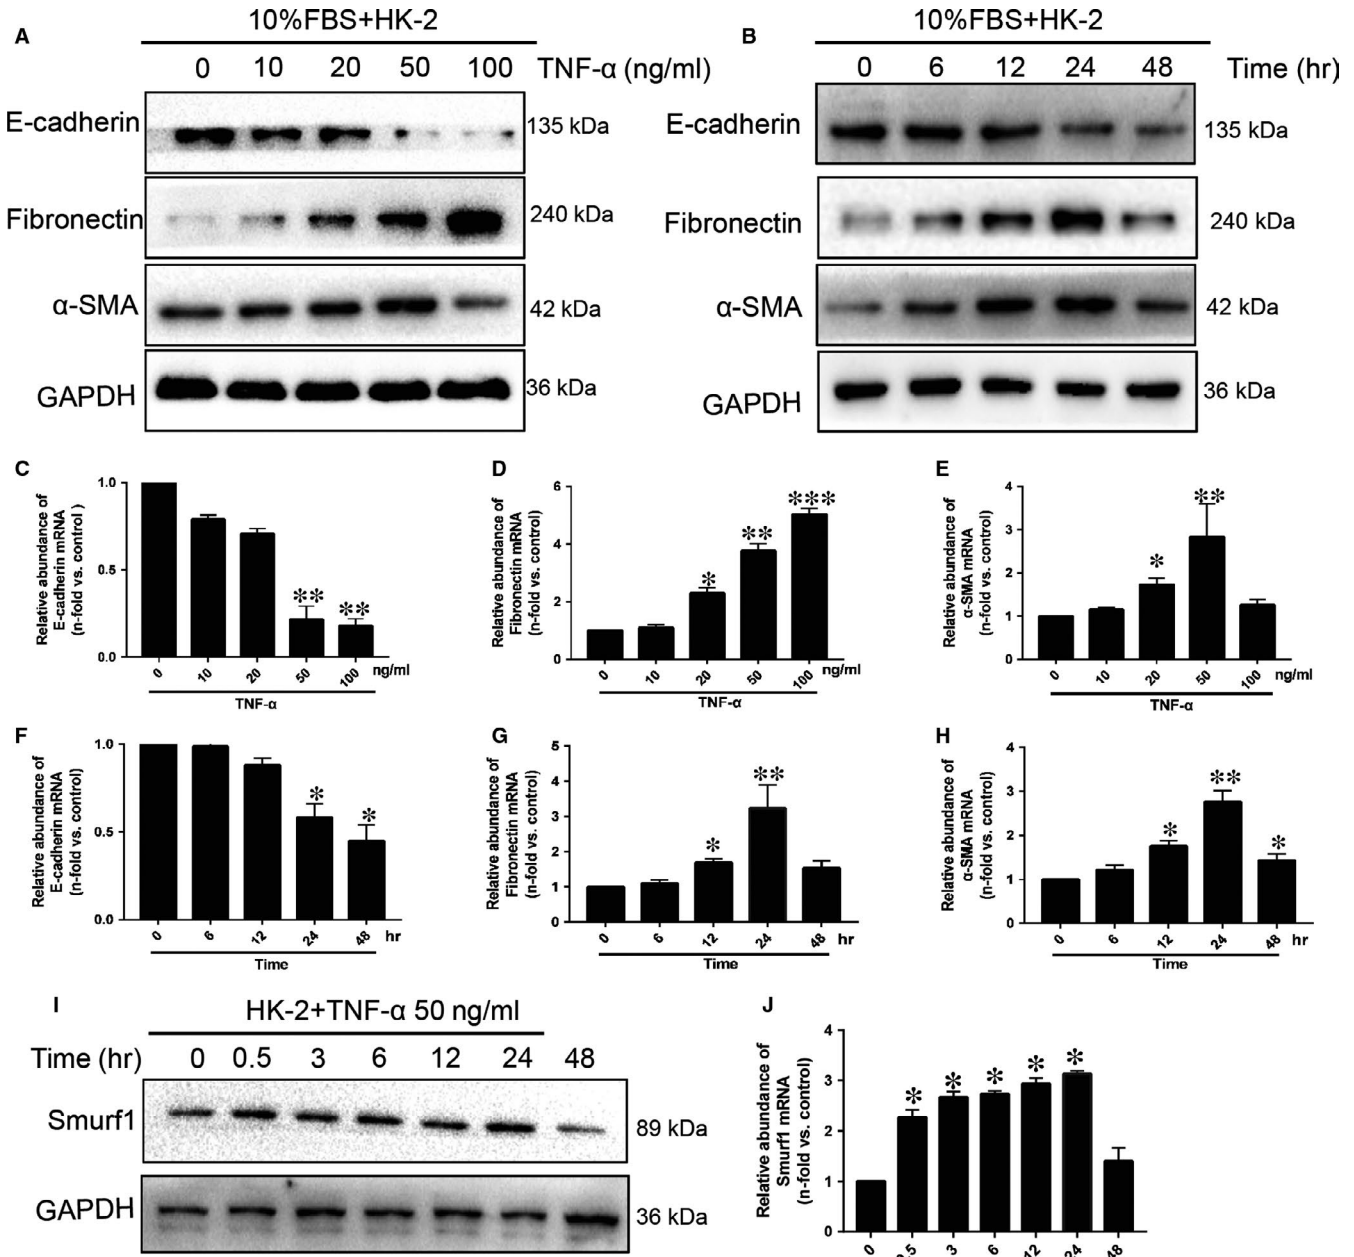 A
10%FBS+HK-2
0 10 20 50 100 TNF-α (ng/ml)
E-cadherin 135 kDa
Fibronectin 240 kDa
α-SMA 42 kDa
GAPDH 36 kDa
B
10%FBS+HK-2
0 6 12 24 48 Time (hr)
E-cadherin 135 kDa
Fibronectin 240 kDa
α-SMA 42 kDa
GAPDH 36 kDa
C
Relative abundance of
E-cadherin mRNA
(n-fold vs. control )
1.0
0.5
0.0
** **
0 10 20 50 100 ng/ml
TNF-α
D
Relative abundance of
Fibronectin mRNA
(n-fold vs. control)
6
4
2
0
* ** ***
0 10 20 50 100 ng/ml
TNF-α
E
Relative abundance of
α-SMA mRNA
(n-fold vs. control)
4
3
2
1
0
* **
0 10 20 50 100 ng/ml
TNF-α
F
Relative abundance of
E-cadherin mRNA
(n-fold vs. control)
1.0
0.5
0.0
* *
0 6 12 24 48 hr
Time
G
Relative abundance of
Fibronectin mRNA
(n-fold vs. control)
5
4
3
2
1
0
* **
0 6 12 24 48 hr
Time
H
Relative abundance of
α-SMA mRNA
(n-fold vs. control)
4
3
2
1
0
* ** *
0 6 12 24 48 hr
Time
I
HK-2+TNF-α 50 ng/ml
Time (hr) 0 0.5 3 6 12 24 48
Smurf1 89 kDa
GAPDH 36 kDa
J
Relative abundance of
Smurf1 mRNA
(n-fold vs. control)
4
3
2
1
0
* * * * *
0 0.5 3 6 12 24 48